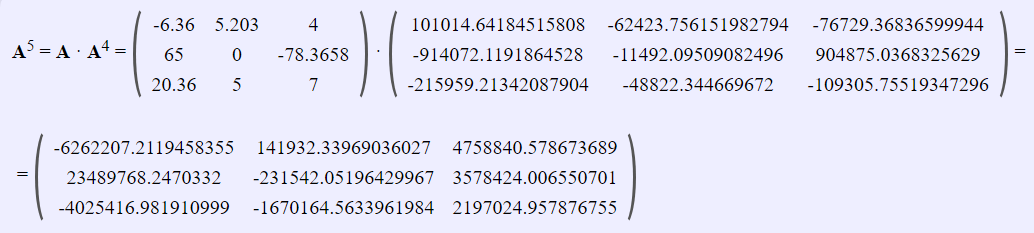 A⁵ = A · A⁴ = ( -6.36 5.203 4 ) · ( 101014.64184515808 -62423.756151982794 -76729.36836599944 ) =
65 0 -78.3658 -914072.1191864528 -11492.09509082496 904875.0368325629
20.36 5 7 -215959.21342087904 -48822.344669672 -109305.75519347296
= ( -6262207.2119458355 141932.33969036027 4758840.578673689 )
23489768.2470332 -231542.05196429967 3578424.006550701
-4025416.981910999 -1670164.5633961984 2197024.957876755